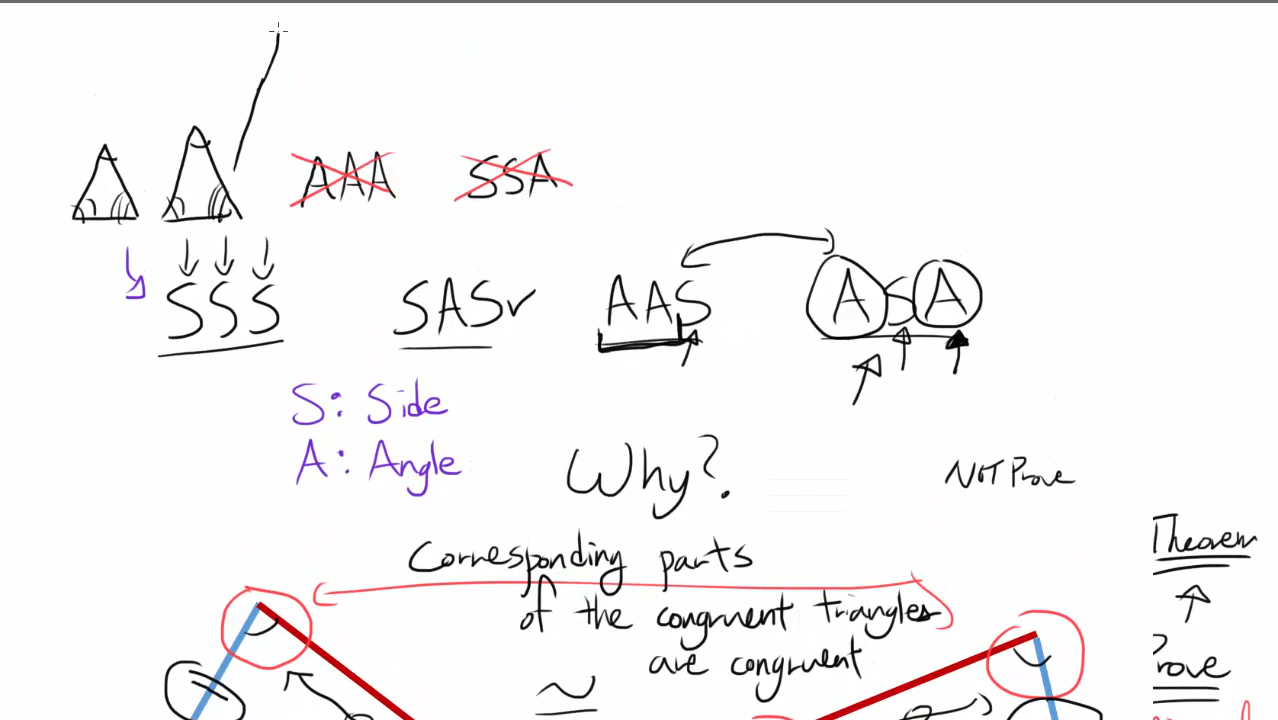 AAA SSA
SSS SASr AAS ASA
S: Side
A: Angle
Why?
NOT Prove
Corresponding parts
of the congruent triangles
are congruent
Theorem
Prove
≅